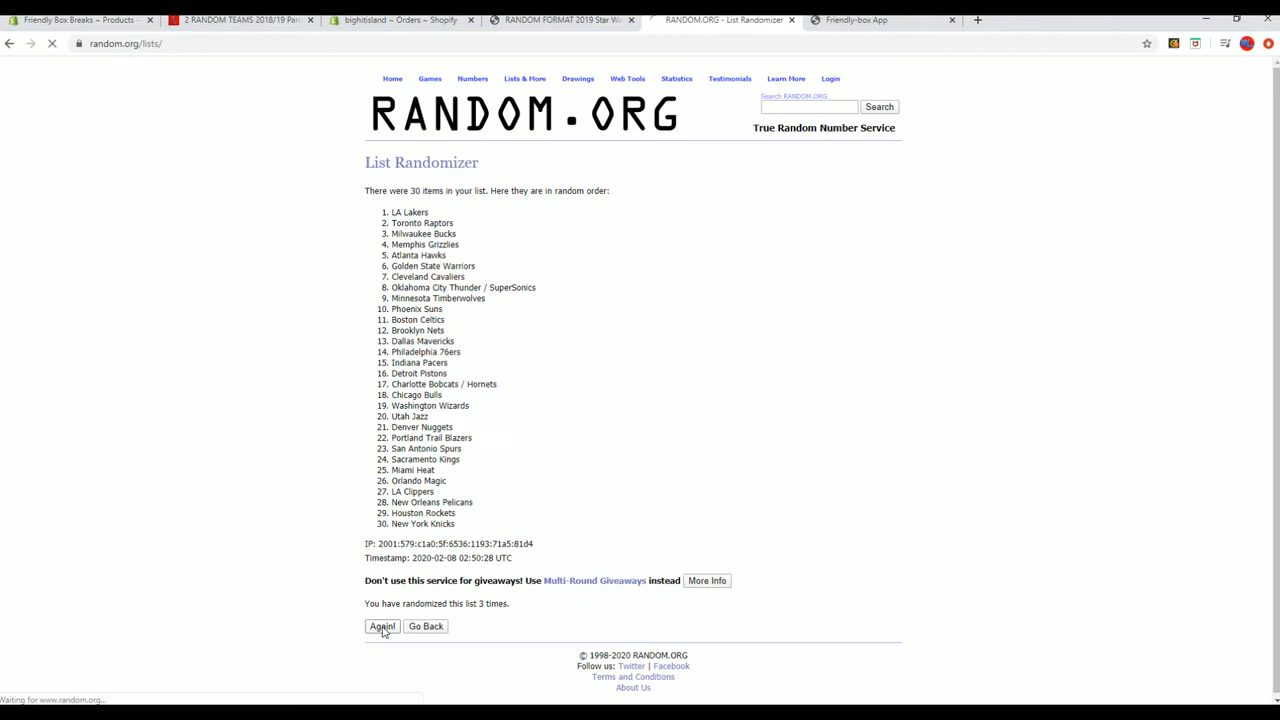 Friendly Box Breaks ~ Products ~
2 RANDOM TEAMS 2018/19 Pan
bighitisland ~ Orders ~ Shopify
RANDOM FORMAT 2019 Star W
RANDOM.ORG - List Randomizer
Friendly-box App
random.org/lists/
Home Games Numbers Lists & More Drawings Web Tools Statistics Testimonials Learn More Login
RANDOM.ORG
Search RANDOM.ORG
Search
True Random Number Service
List Randomizer
There were 30 items in your list. Here they are in random order:
1. LA Lakers
2. Toronto Raptors
3. Milwaukee Bucks
4. Memphis Grizzlies
5. Atlanta Hawks
6. Golden State Warriors
7. Cleveland Cavaliers
8. Oklahoma City Thunder / SuperSonics
9. Minnesota Timberwolves
10. Phoenix Suns
11. Boston Celtics
12. Brooklyn Nets
13. Dallas Mavericks
14. Philadelphia 76ers
15. Indiana Pacers
16. Detroit Pistons
17. Charlotte Bobcats / Hornets
18. Chicago Bulls
19. Washington Wizards
20. Utah Jazz
21. Denver Nuggets
22. Portland Trail Blazers
23. San Antonio Spurs
24. Sacramento Kings
25. Miami Heat
26. Orlando Magic
27. LA Clippers
28. New Orleans Pelicans
29. Houston Rockets
30. New York Knicks
IP: 2001:579:c1a0:5f:6536:1193:71a5:81d4
Timestamp: 2020-02-08 02:50:28 UTC
Don't use this service for giveaways! Use Multi-Round Giveaways instead More Info
You have randomized this list 3 times.
Again! Go Back
© 1998-2020 RANDOM.ORG
Follow us: Twitter | Facebook
Terms and Conditions
About Us
Waiting for www.random.org...